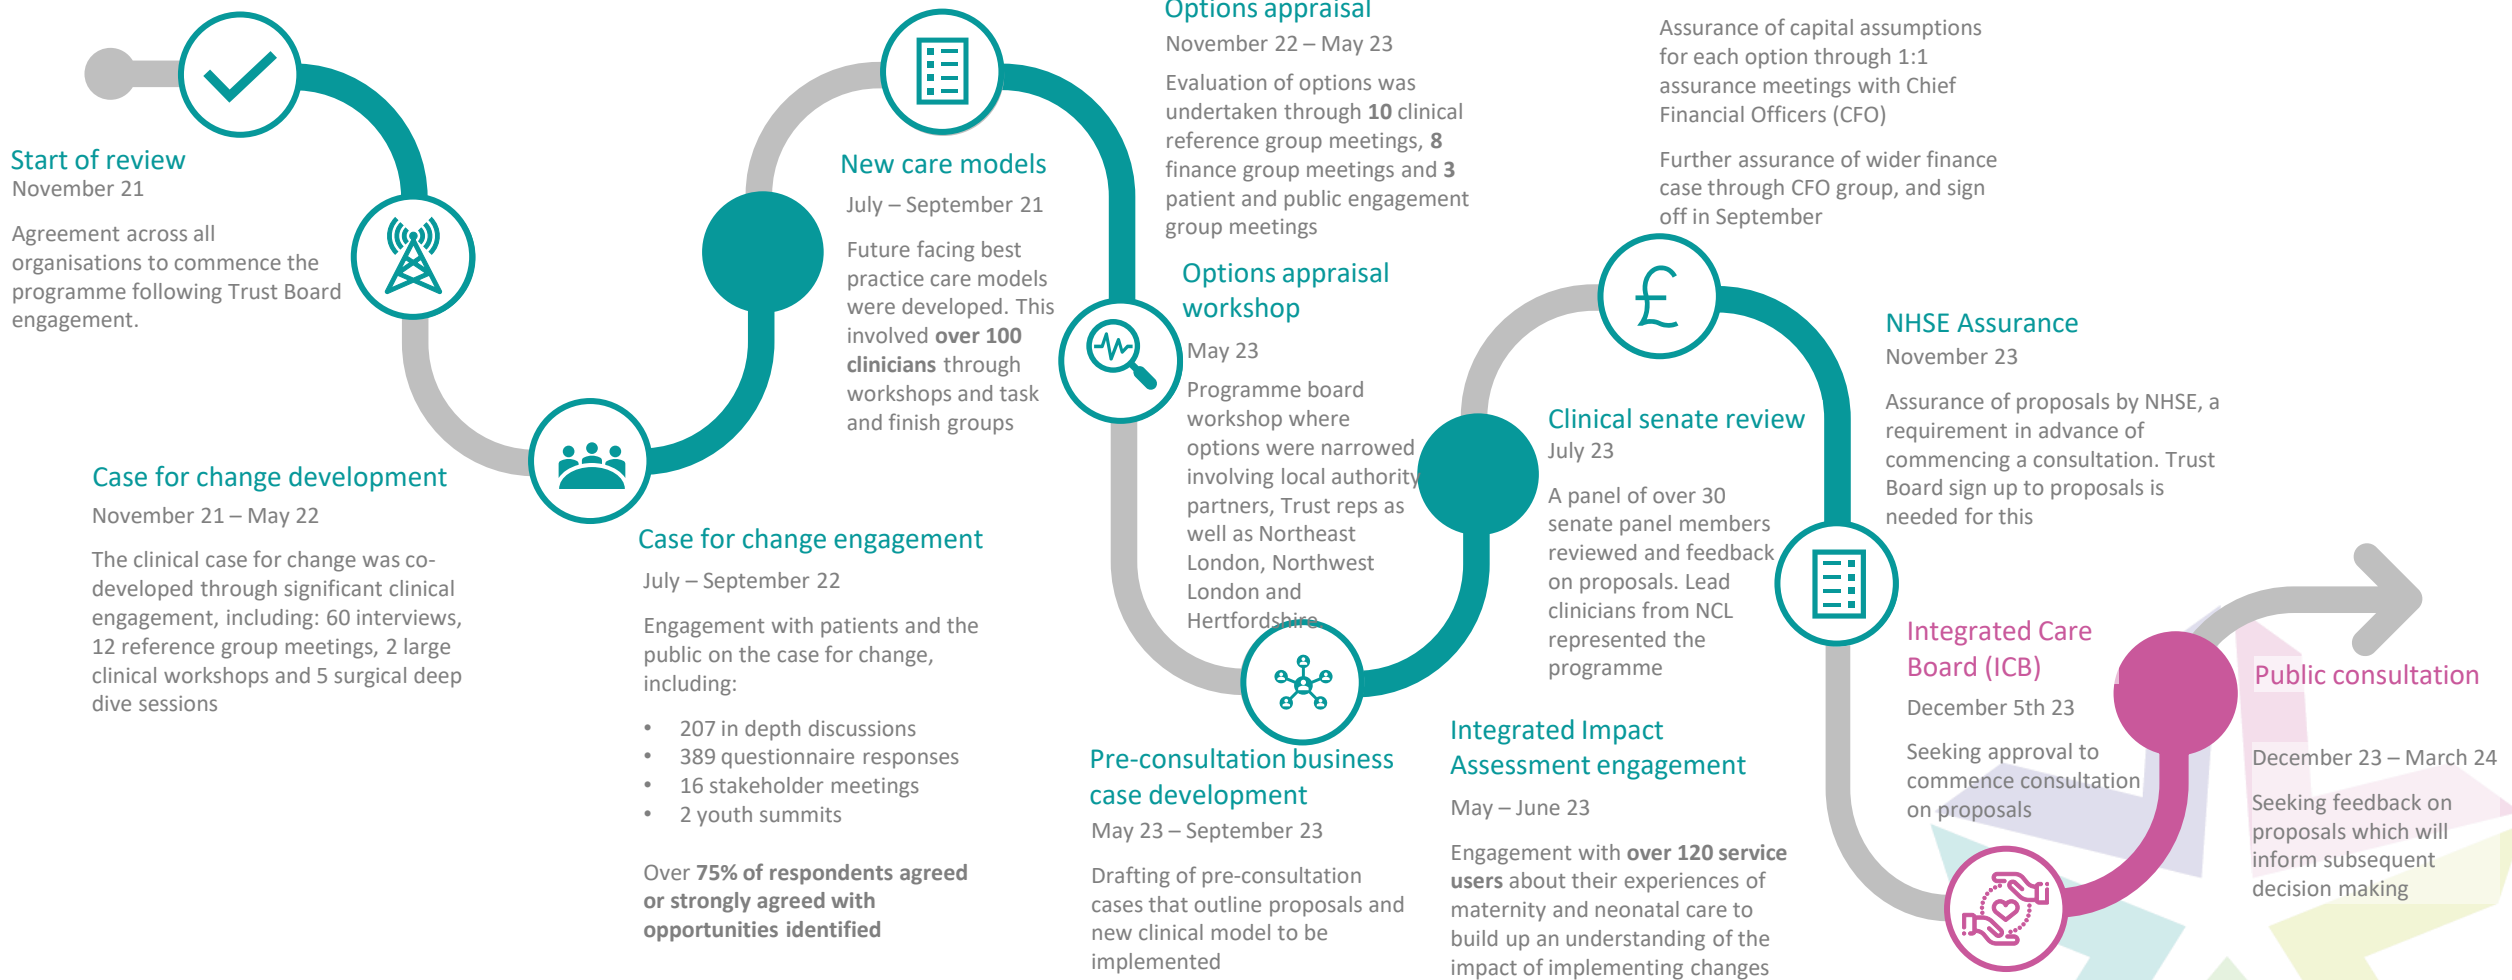 Start of review
November 21
Agreement across all
organisations to commence the
programme following Trust Board
engagement.
Case for change development
November 21 – May 22
The clinical case for change was co-
developed through significant clinical
engagement, including: 60 interviews,
12 reference group meetings, 2 large
clinical workshops and 5 surgical deep
dive sessions
Case for change engagement
July – September 22
Engagement with patients and the
public on the case for change,
including:
• 207 in depth discussions
• 389 questionnaire responses
• 16 stakeholder meetings
• 2 youth summits
Over 75% of respondents agreed
or strongly agreed with
opportunities identified
New care models
July – September 21
Future facing best
practice care models
were developed. This
involved over 100
clinicians through
workshops and task
and finish groups
Options appraisal
November 22 – May 23
Evaluation of options was
undertaken through 10 clinical
reference group meetings, 8
finance group meetings and 3
patient and public engagement
group meetings
Options appraisal
workshop
May 23
Programme board
workshop where
options were narrowed
involving local authority
partners, Trust reps as
well as Northeast
London, Northwest
London and
Hertfordshire
Pre-consultation business
case development
May 23 – September 23
Drafting of pre-consultation
cases that outline proposals and
new clinical model to be
implemented
Integrated Impact
Assessment engagement
May – June 23
Engagement with over 120 service
users about their experiences of
maternity and neonatal care to
build up an understanding of the
impact of implementing changes
Clinical senate review
July 23
A panel of over 30
senate panel members
reviewed and feedback
on proposals. Lead
clinicians from NCL
represented the
programme
Assurance of capital assumptions
for each option through 1:1
assurance meetings with Chief
Financial Officers (CFO)
Further assurance of wider finance
case through CFO group, and sign
off in September
£
NHSE Assurance
November 23
Assurance of proposals by NHSE, a
requirement in advance of
commencing a consultation. Trust
Board sign up to proposals is
needed for this
Integrated Care
Board (ICB)
December 5th 23
Seeking approval to
commence consultation
on proposals
Public consultation
December 23 – March 24
Seeking feedback on
proposals which will
inform subsequent
decision making